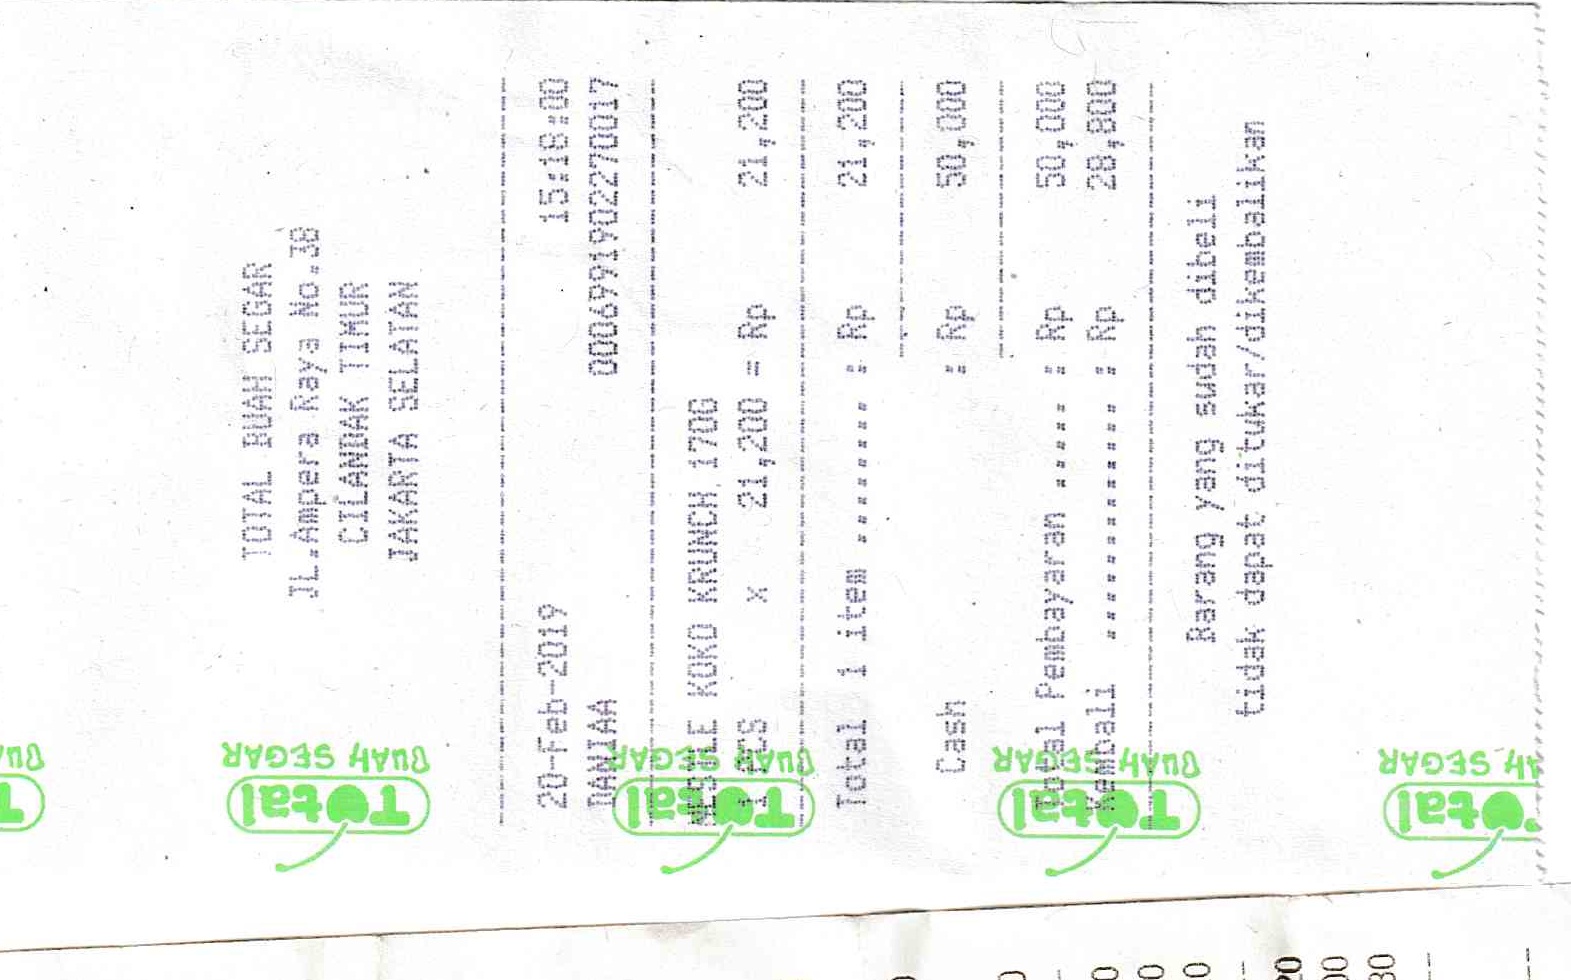 TOTAL BUAH SEGAR
JL.Ampera Raya No.38
CILANDAK TIMUR
JAKARTA SELATAN
20-Feb-2019 15:18:00
DANIAA 0006991902270017
NESTLE KOKO KRUNCH 170G
1 PCS x 21,200 = Rp 21,200
Total 1 item ........ : Rp 21,200
Cash : Rp 50,000
Total Pembayaran ..... : Rp 50,000
Kembali ............ : Rp 28,800
Barang yang sudah dibeli
tidak dapat ditukar/dikembalikan
Total
BUAH SEGAR
Total
BUAH SEGAR
Total
BUAH SEGAR
Total
BUAH SEGAR